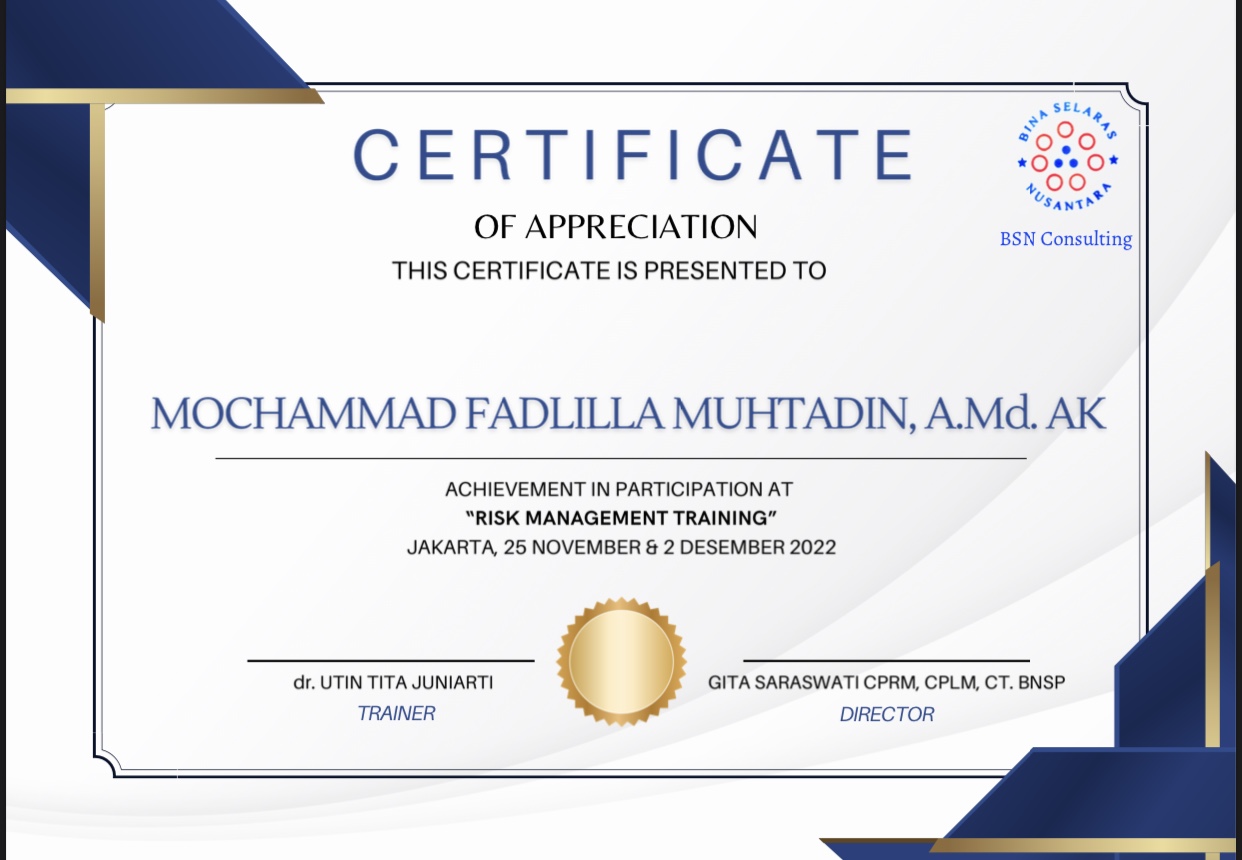 CERTIFICATE
BINA SELARAS
NUSANTARA
BSN Consulting
OF APPRECIATION
THIS CERTIFICATE IS PRESENTED TO
MOCHAMMAD FADLILLA MUHTADIN, A.Md. AK
ACHIEVEMENT IN PARTICIPATION AT
“RISK MANAGEMENT TRAINING”
JAKARTA, 25 NOVEMBER & 2 DESEMBER 2022
dr. UTIN TITA JUNIARTI
TRAINER
GITA SARASWATI CPRM, CPLM, CT. BNSP
DIRECTOR